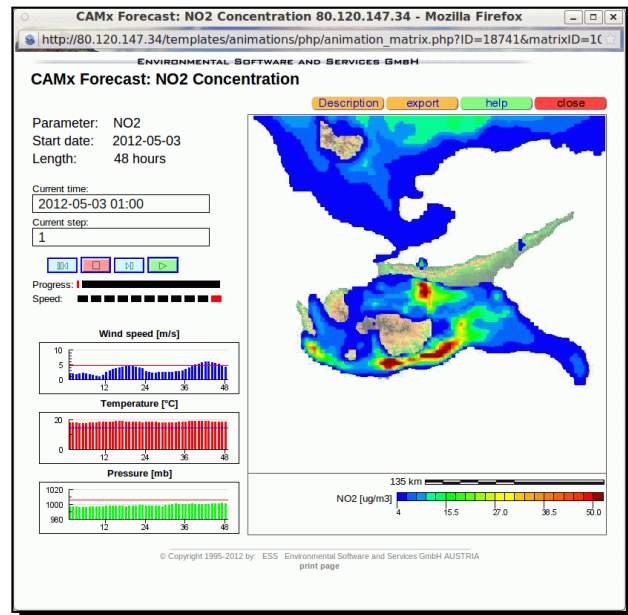 CAMx Forecast: NO2 Concentration 80.120.147.34 - Mozilla Firefox
http://80.120.147.34/templates/animations/php/animation_matrix.php?ID=18741&matrixID=10
ENVIRONMENTAL SOFTWARE AND SERVICES GMBH
CAMx Forecast: NO2 Concentration
Description export help close
Parameter: NO2
Start date: 2012-05-03
Length: 48 hours
Current time:
2012-05-03 01:00
Current step:
1
Progress:
Speed:
Wind speed [m/s]
10
5
0
12 24 36 48
Temperature [°C]
20
0
12 24 36 48
Pressure [mb]
1020
1000
980
12 24 36 48
135 km
NO2 [ug/m3]
4 15.5 27.0 38.5 50.0
© Copyright 1995-2012 by: ESS Environmental Software and Services GmbH AUSTRIA
print page